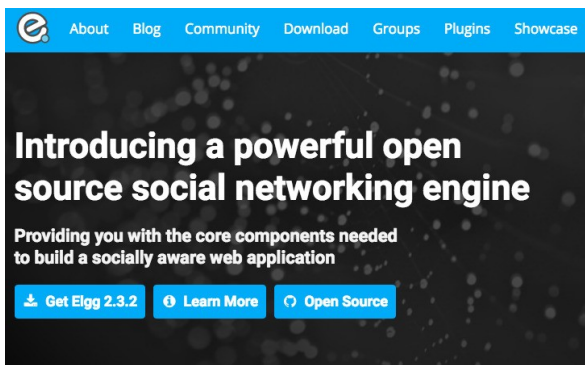 About Blog Community Download Groups Plugins Showcase
Introducing a powerful open
source social networking engine
Providing you with the core components needed
to build a socially aware web application
Get Elgg 2.3.2 Learn More Open Source